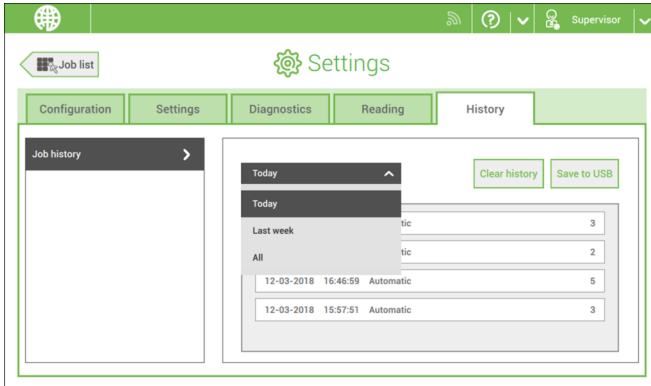 Supervisor
Job list
Settings
Configuration
Settings
Diagnostics
Reading
History
Job history
Today
Clear history
Save to USB
Today
Last week
All
tic 3
tic 2
12-03-2018 16:46:59 Automatic 5
12-03-2018 15:57:51 Automatic 3